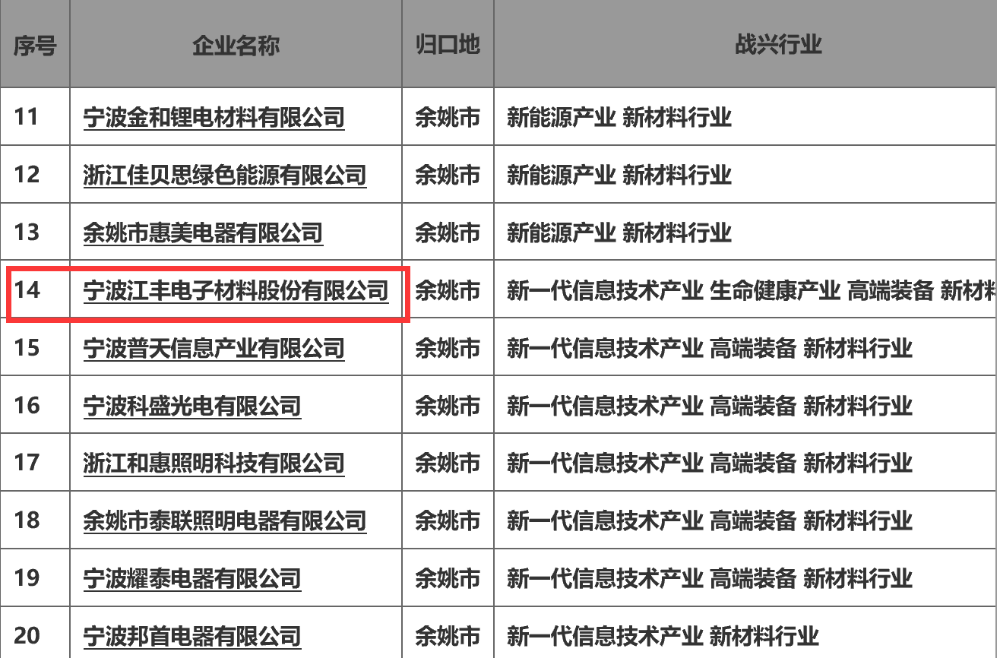 序号 企业名称 归口地 战兴行业
11 宁波金和锂电材料有限公司 余姚市 新能源产业 新材料行业
12 浙江佳贝思绿色能源有限公司 余姚市 新能源产业 新材料行业
13 余姚市惠美电器有限公司 余姚市 新能源产业 新材料行业
14 宁波江丰电子材料股份有限公司 余姚市 新一代信息技术产业 生命健康产业 高端装备 新材料
15 宁波普天信息产业有限公司 余姚市 新一代信息技术产业 高端装备 新材料行业
16 宁波科盛光电有限公司 余姚市 新一代信息技术产业 高端装备 新材料行业
17 浙江和惠照明科技有限公司 余姚市 新一代信息技术产业 高端装备 新材料行业
18 余姚市泰联照明电器有限公司 余姚市 新一代信息技术产业 高端装备 新材料行业
19 宁波耀泰电器有限公司 余姚市 新一代信息技术产业 高端装备 新材料行业
20 宁波邦首电器有限公司 余姚市 新一代信息技术产业 新材料行业